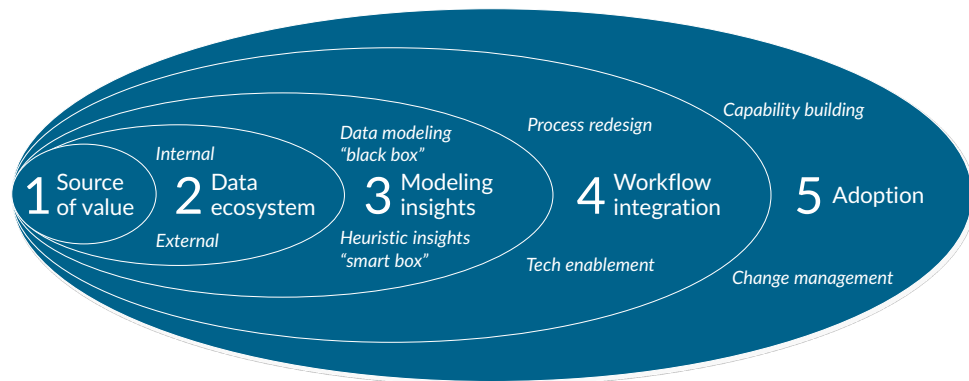 1 Source
of value
Internal
2 Data
ecosystem
External
Data modeling
“black box”
3 Modeling
insights
Heuristic insights
“smart box”
Process redesign
4 Workflow
integration
Tech enablement
Capability building
5 Adoption
Change management